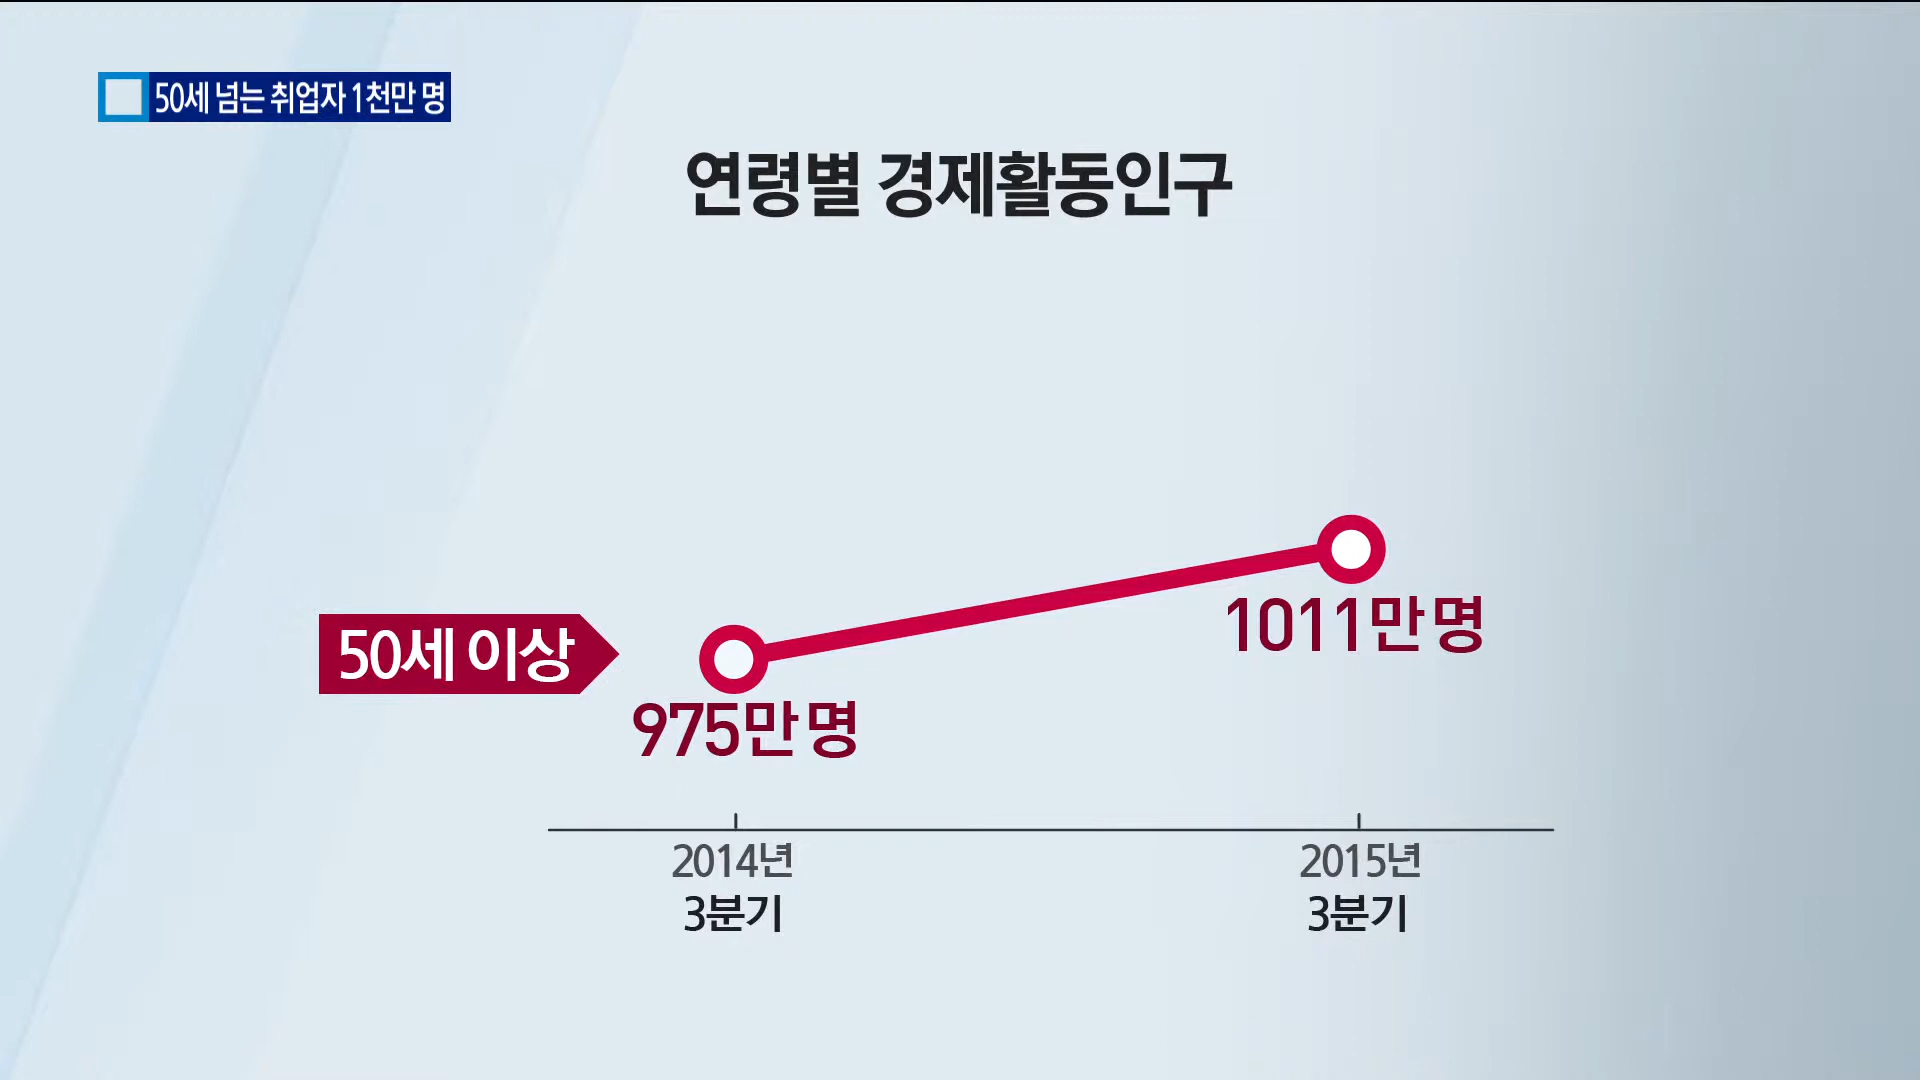 50세 넘는 취업자 1천만 명
연령별 경제활동인구
50세 이상
975만 명
1011만 명
2014년
3분기
2015년
3분기